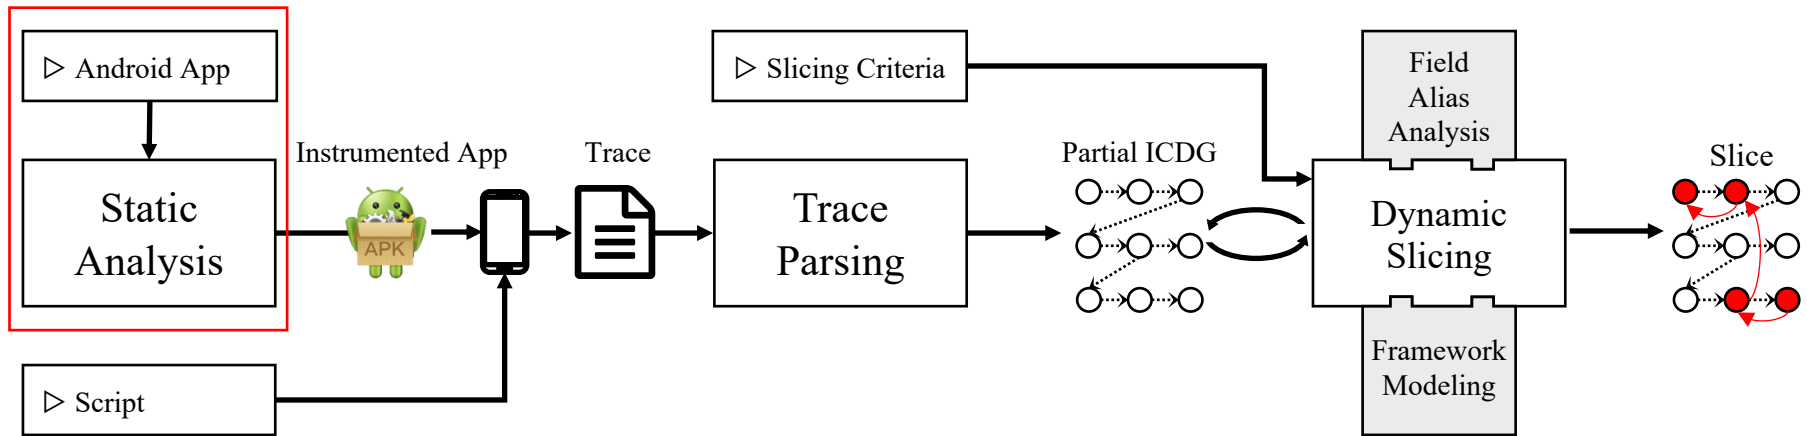 Android App
Static
Analysis
Script
Instrumented App
APK
Trace
Slicing Criteria
Trace
Parsing
Partial ICDG
Field
Alias
Analysis
Dynamic
Slicing
Framework
Modeling
Slice